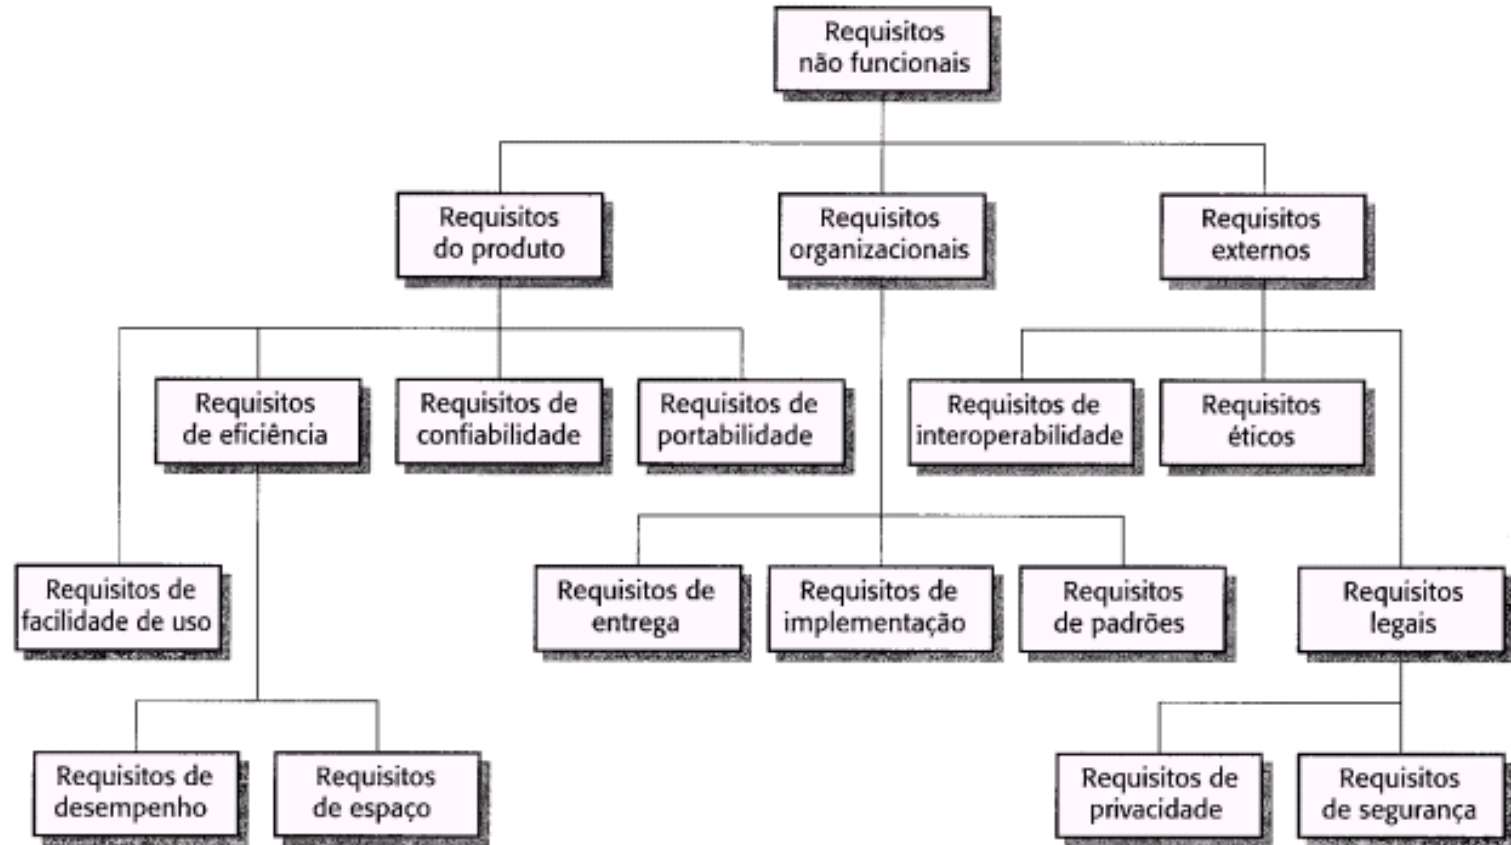 Requisitos
não funcionais
Requisitos
do produto
Requisitos
organizacionais
Requisitos
externos
Requisitos
de eficiência
Requisitos de
confiabilidade
Requisitos de
portabilidade
Requisitos de
interoperabilidade
Requisitos
éticos
Requisitos de
facilidade de uso
Requisitos de
entrega
Requisitos de
implementação
Requisitos
de padrões
Requisitos
legais
Requisitos de
desempenho
Requisitos
de espaço
Requisitos de
privacidade
Requisitos
de segurança